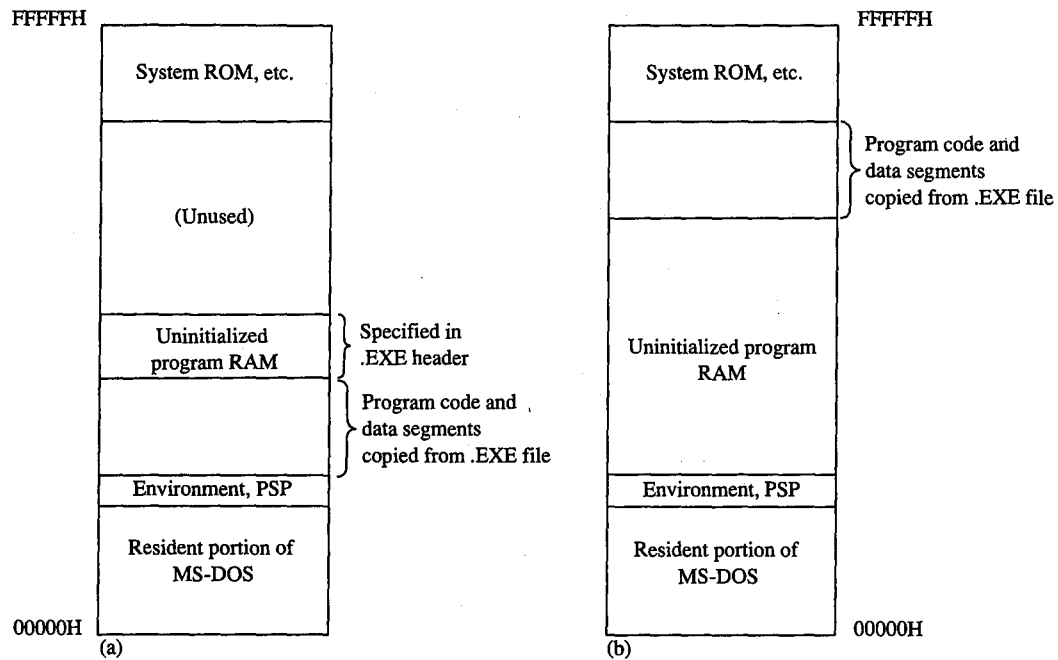 FFFFFH
System ROM, etc.
(Unused)
Uninitialized
program RAM
Specified in
.EXE header
Program code and
data segments
copied from .EXE file
Environment, PSP
Resident portion of
MS-DOS
00000H
(a)
FFFFFH
System ROM, etc.
Program code and
data segments
copied from .EXE file
Uninitialized program
RAM
Environment, PSP
Resident portion of
MS-DOS
00000H
(b)